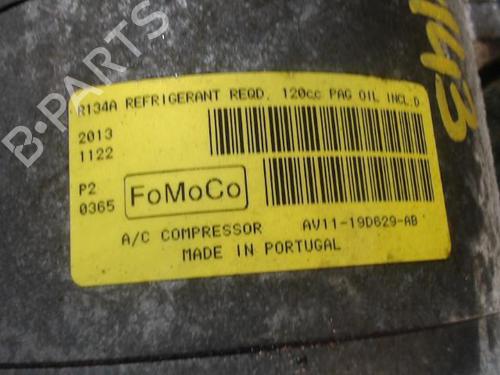 R134A REFRIGERANT REQD. 120cc PAG OIL INCL.D
2013
1122
P2
0365
FoMoCo
A/C COMPRESSOR AV11-19D629-AB
MADE IN PORTUGAL
143
B-PARTS